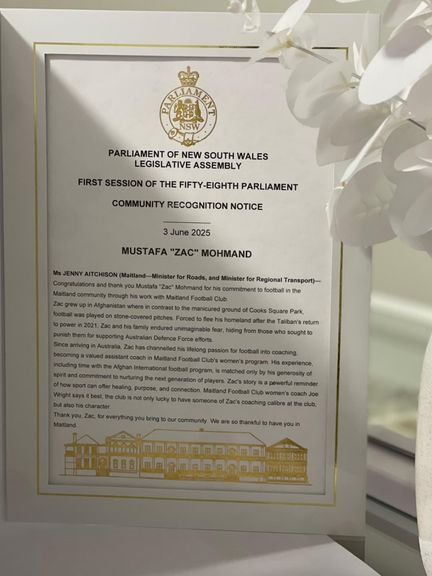 PARLIAMENT
NSW
PARLIAMENT OF NEW SOUTH WALES
LEGISLATIVE ASSEMBLY
FIRST SESSION OF THE FIFTY-EIGHTH PARLIAMENT
COMMUNITY RECOGNITION NOTICE
3 June 2025
MUSTAFA "ZAC" MOHMAND
Ms JENNY AITCHISON (Maitland—Minister for Roads, and Minister for Regional Transport)—
Congratulations and thank you Mustafa "Zac" Mohmand for his commitment to football in the
Maitland community through his work with Maitland Football Club.
Zac grew up in Afghanistan where in contrast to the manicured ground of Cooks Square Park,
football was played on stone-covered pitches. Forced to flee his homeland after the Taliban's return
to power in 2021, Zac and his family endured unimaginable fear, hiding from those who sought to
punish them for supporting Australian Defence Force efforts.
Since arriving in Australia, Zac has channelled his lifelong passion for football into coaching,
becoming a valued assistant coach in Maitland Football Club's women's program. His experience,
including time with the Afghan International football program, is matched only by his generosity of
spirit and commitment to nurturing the next generation of players. Zac's story is a powerful reminder
of how sport can offer healing, purpose, and connection. Maitland Football Club women's coach Joe
Wright says it best, the club is not only lucky to have someone of Zac's coaching calibre at the club,
but also his character.
Thank you, Zac, for everything you bring to our community. We are so thankful to have you in
Maitland.